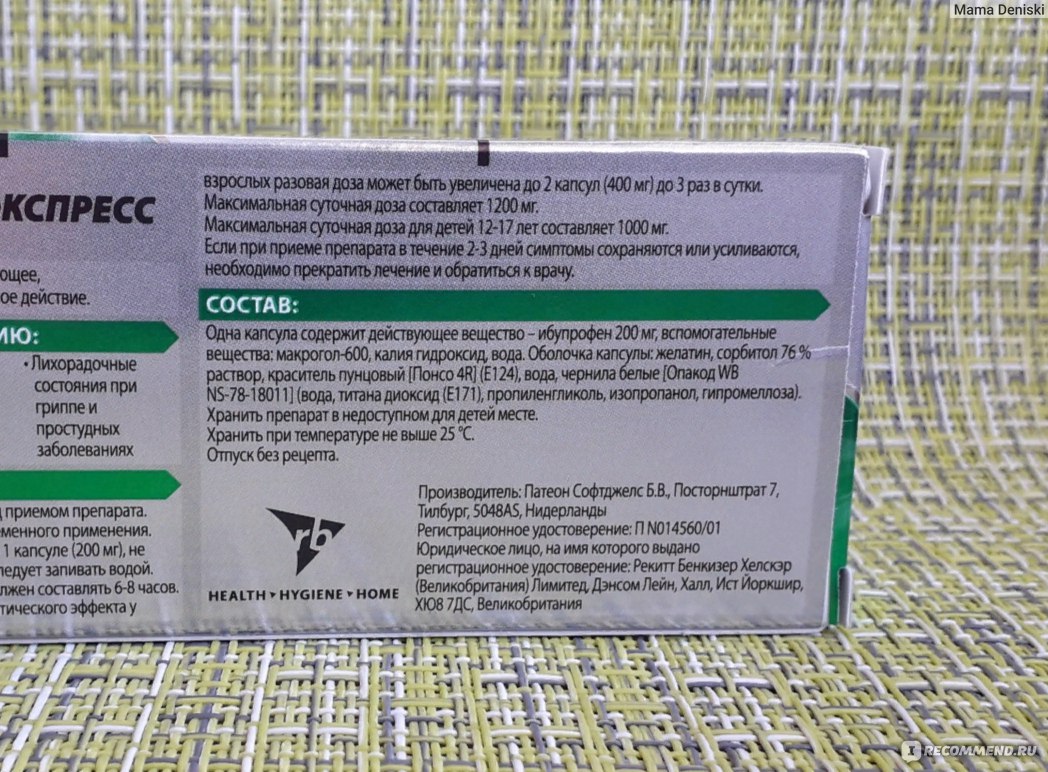 Mama Deniski
КСПРЕСС
ющее,
ое действие.
ИЮ:
• Лихорадочные
состояния при
гриппе и
простудных
заболеваниях
д приемом препарата.
еменного применения.
1 капсуле (200 мг), не
ледует запивать водой.
лжен составлять 6-8 часов.
тического эффекта у
взрослых разовая доза может быть увеличена до 2 капсул (400 мг) до 3 раз в сутки.
Максимальная суточная доза составляет 1200 мг.
Максимальная суточная доза для детей 12-17 лет составляет 1000 мг.
Если при приеме препарата в течение 2-3 дней симптомы сохраняются или усиливаются,
необходимо прекратить лечение и обратиться к врачу.
СОСТАВ:
Одна капсула содержит действующее вещество – ибупрофен 200 мг, вспомогательные
вещества: макрогол-600, калия гидроксид, вода. Оболочка капсулы: желатин, сорбитол 76 %
раствор, краситель пунцовый [Понсо 4R] (Е124), вода, чернила белые [Опакод WB
NS-78-18011] (вода, титана диоксид (Е171), пропиленгликоль, изопропанол, гипромеллоза).
Хранить препарат в недоступном для детей месте.
Хранить при температуре не выше 25 °С.
Отпуск без рецепта.
rb
HEALTH • HYGIENE • HOME
Производитель: Патеон Софтджелс Б.В., Посторнштрат 7,
Тилбург, 5048AS, Нидерланды
Регистрационное удостоверение: П N014560/01
Юридическое лицо, на имя которого выдано
регистрационное удостоверение: Рекитт Бенкизер Хелскэр
(Великобритания) Лимитед, Дэнсом Лейн, Халл, Ист Йоркшир,
ХЮ8 7ДС, Великобритания
IRECOMMEND.RU